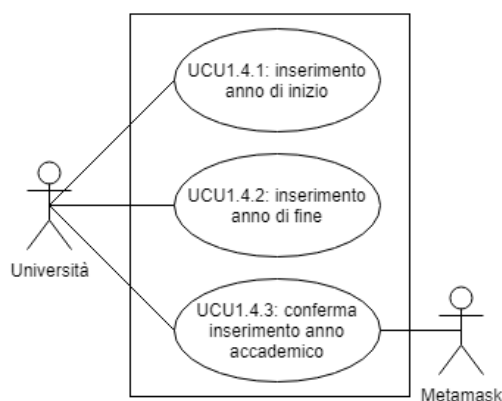 UCU1.4.1: inserimento
anno di inizio
UCU1.4.2: inserimento
anno di fine
Università
UCU1.4.3: conferma
inserimento anno
accademico
Metamask